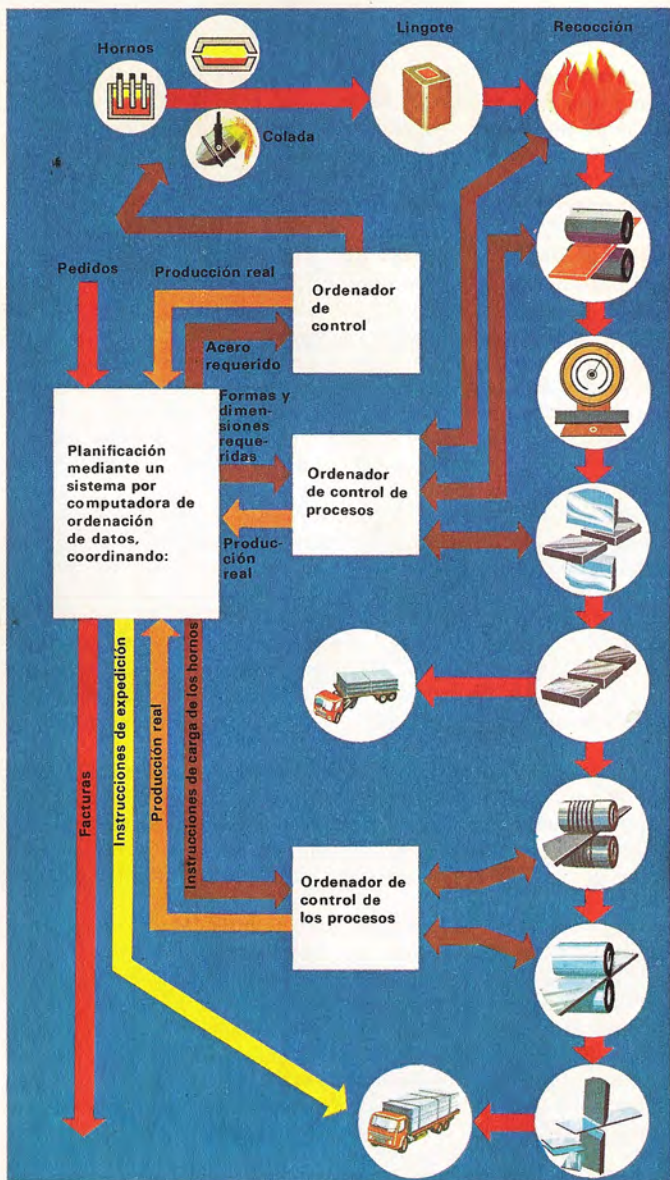 Hornos
Lingote
Recocción
Colada
Pedidos
Producción real
Ordenador
de
control
Acero
requerido
Formas y
dimen-
siones
reque-
ridas
Planificación
mediante un
sistema por
computadora de
ordenación
de datos,
coordinando:
Ordenador
de control de
procesos
Produc-
ción
real
Facturas
Instrucciones de expedición
Producción real
Instrucciones de carga de los hornos
Ordenador de
control de
los procesos